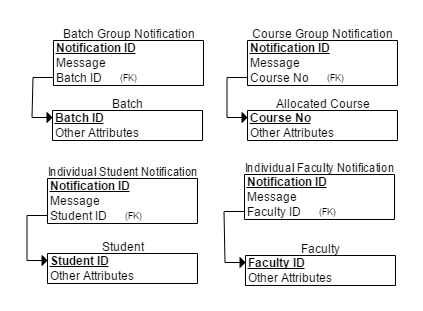 Batch Group Notification
Notification ID
Message
Batch ID (FK)
Batch
Batch ID
Other Attributes
Course Group Notification
Notification ID
Message
Course No (FK)
Allocated Course
Course No
Other Attributes
Individual Student Notification
Notification ID
Message
Student ID (FK)
Student
Student ID
Other Attributes
Individual Faculty Notification
Notification ID
Message
Faculty ID (FK)
Faculty
Faculty ID
Other Attributes